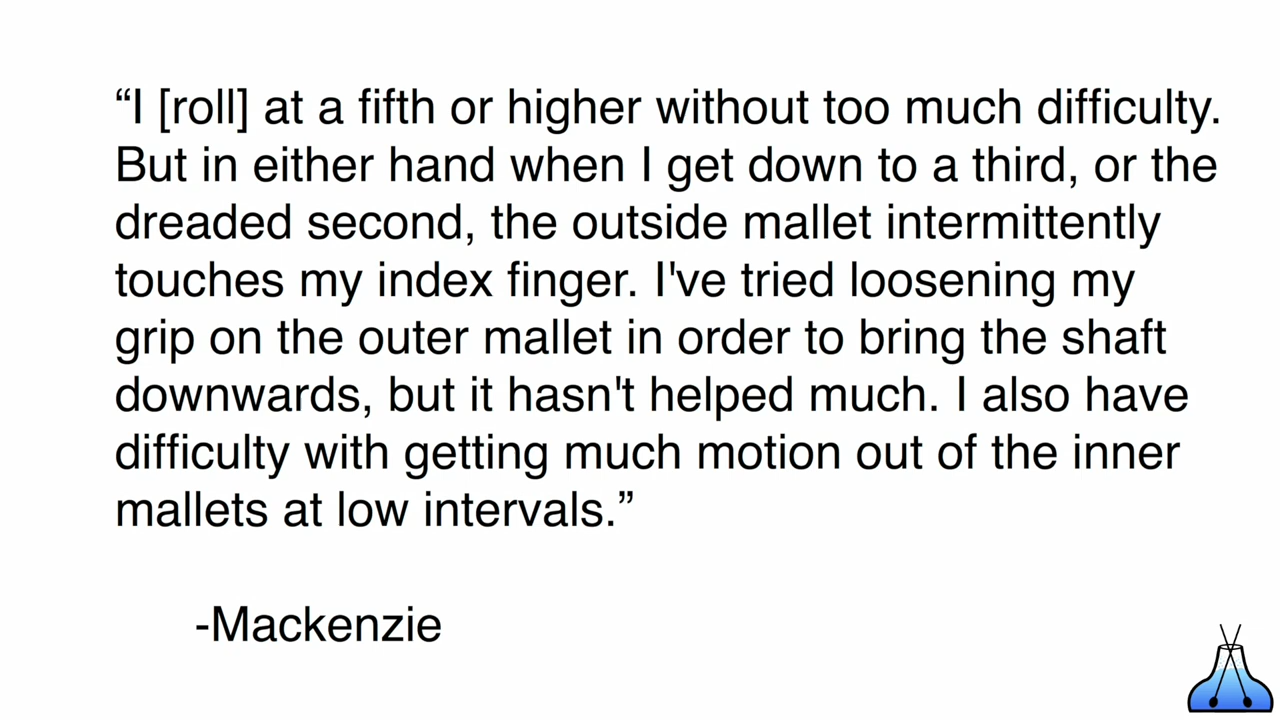 “I [roll] at a fifth or higher without too much difficulty.
But in either hand when I get down to a third, or the
dreaded second, the outside mallet intermittently
touches my index finger. I've tried loosening my
grip on the outer mallet in order to bring the shaft
downwards, but it hasn't helped much. I also have
difficulty with getting much motion out of the inner
mallets at low intervals.”
-Mackenzie